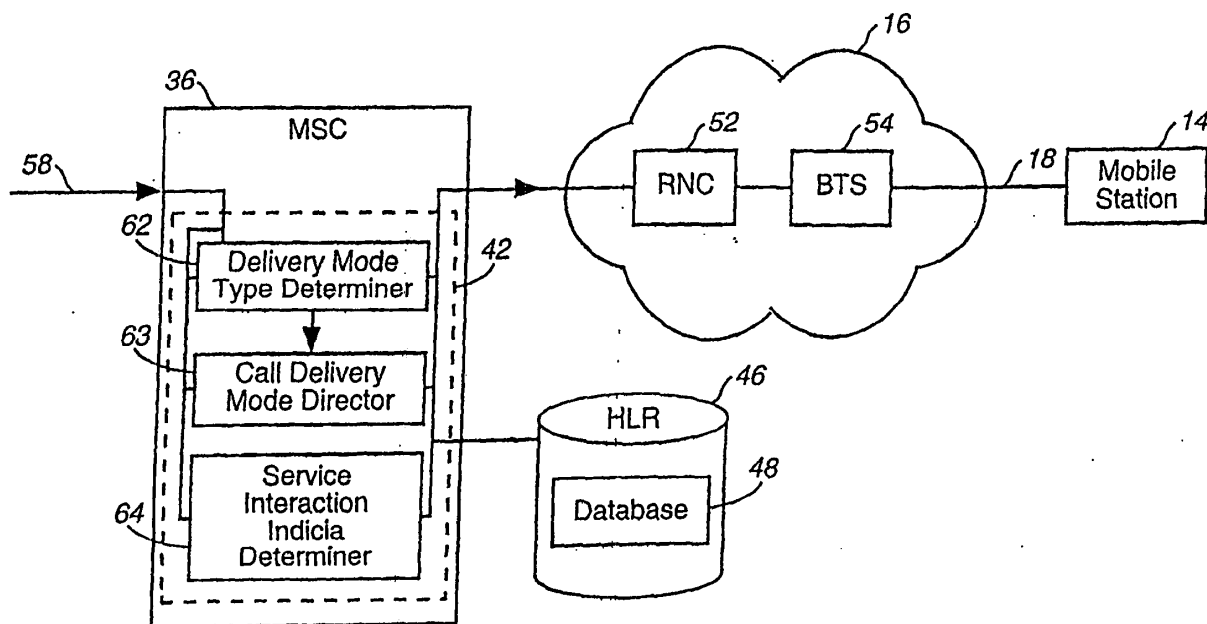 36
MSC
58
62
Delivery Mode
Type Determiner
42
63
Call Delivery
Mode Director
64
Service
Interaction
Indicia
Determiner
16
52
RNC
54
BTS
18
14
Mobile
Station
46
HLR
48
Database